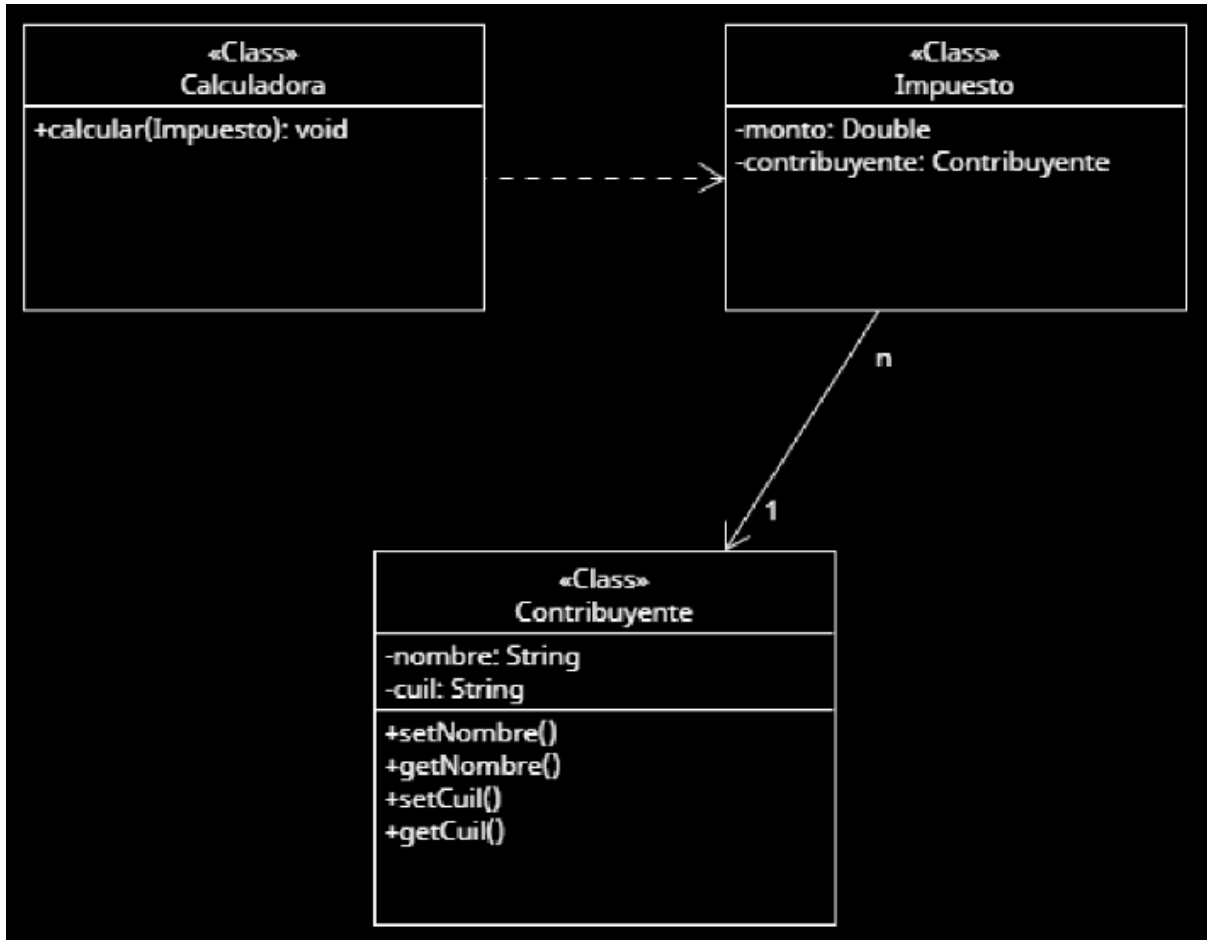 «Class»
Calculadora
+calcular(Impuesto): void
«Class»
Impuesto
-monto: Double
-contribuyente: Contribuyente
n
1
«Class»
Contribuyente
-nombre: String
-cuil: String
+setNombre()
+getNombre()
+setCuil()
+getCuil()